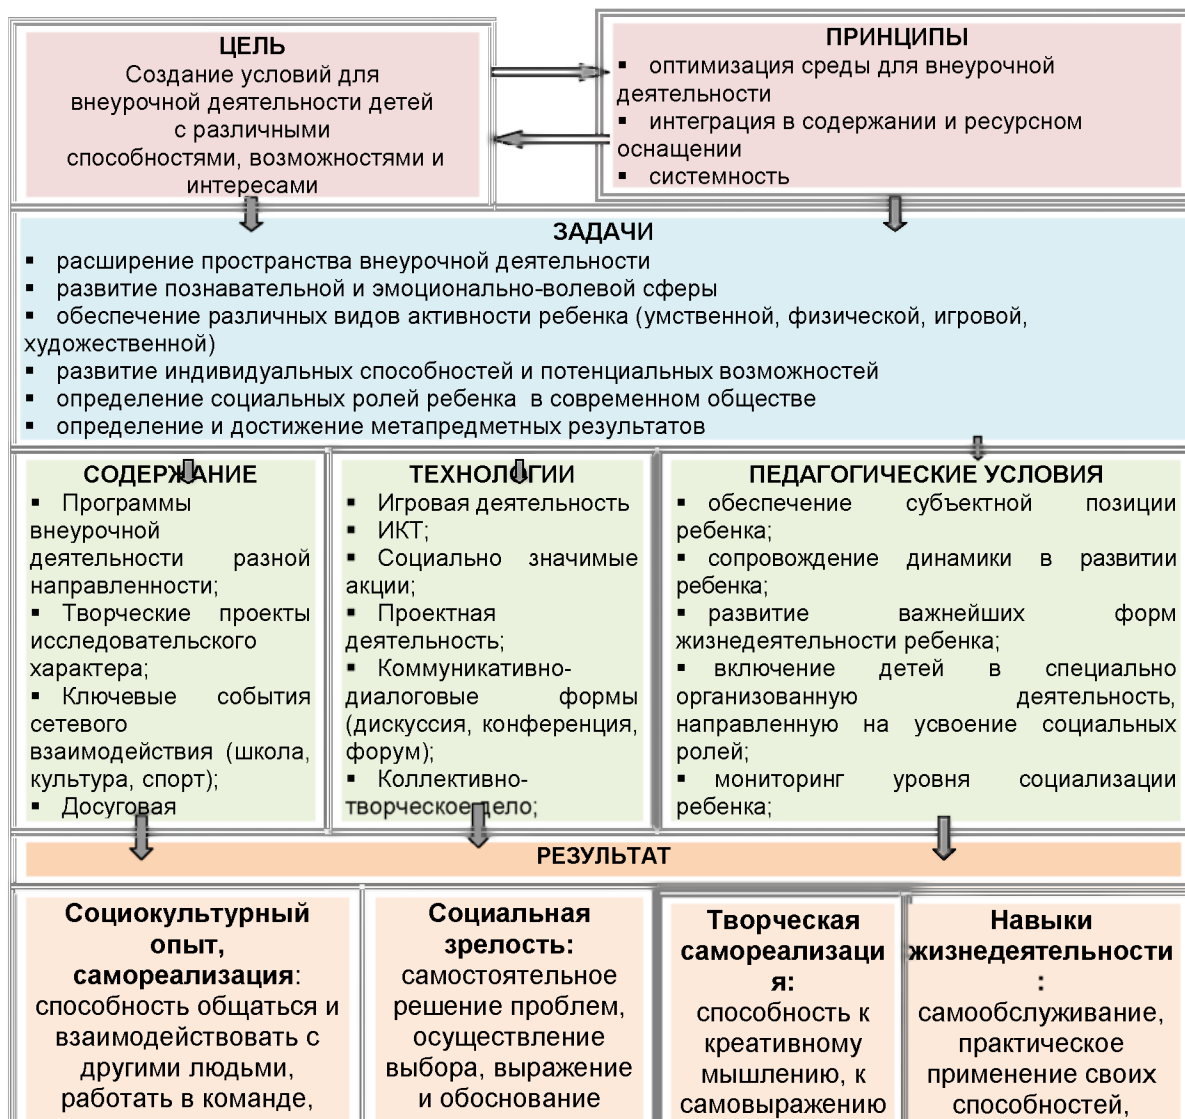 ЦЕЛЬ
Создание условий для
внеурочной деятельности детей
с различными
способностями, возможностями и
интересами
ПРИНЦИПЫ
▪ оптимизация среды для внеурочной
деятельности
▪ интеграция в содержании и ресурсном
оснащении
▪ системность
ЗАДАЧИ
▪ расширение пространства внеурочной деятельности
▪ развитие познавательной и эмоционально-волевой сферы
▪ обеспечение различных видов активности ребенка (умственной, физической, игровой,
художественной)
▪ развитие индивидуальных способностей и потенциальных возможностей
▪ определение социальных ролей ребенка в современном обществе
▪ определение и достижение метапредметных результатов
СОДЕРЖАНИЕ
▪ Программы
внеурочной
деятельности разной
направленности;
▪ Творческие проекты
исследовательского
характера;
▪ Ключевые события
сетевого
взаимодействия (школа,
культура, спорт);
▪ Досуговая
ТЕХНОЛОГИИ
▪ Игровая деятельность
▪ ИКТ;
▪ Социально значимые
акции;
▪ Проектная
деятельность;
▪ Коммуникативно-
диалоговые формы
(дискуссия, конференция,
форум);
▪ Коллективно-
творческое дело;
ПЕДАГОГИЧЕСКИЕ УСЛОВИЯ
▪ обеспечение субъектной позиции
ребенка;
▪ сопровождение динамики в развитии
ребенка;
▪ развитие важнейших форм
жизнедеятельности ребенка;
▪ включение детей в специально
организованную деятельность,
направленную на усвоение социальных
ролей;
▪ мониторинг уровня социализации
ребенка;
РЕЗУЛЬТАТ
Социокультурный
опыт,
самореализация:
способность общаться и
взаимодействовать с
другими людьми,
работать в команде,
Социальная
зрелость:
самостоятельное
решение проблем,
осуществление
выбора, выражение
и обоснование
Творческая
самореализаци
я:
способность к
креативному
мышлению, к
самовыражению
Навыки
жизнедеятельности
:
самообслуживание,
практическое
применение своих
способностей,